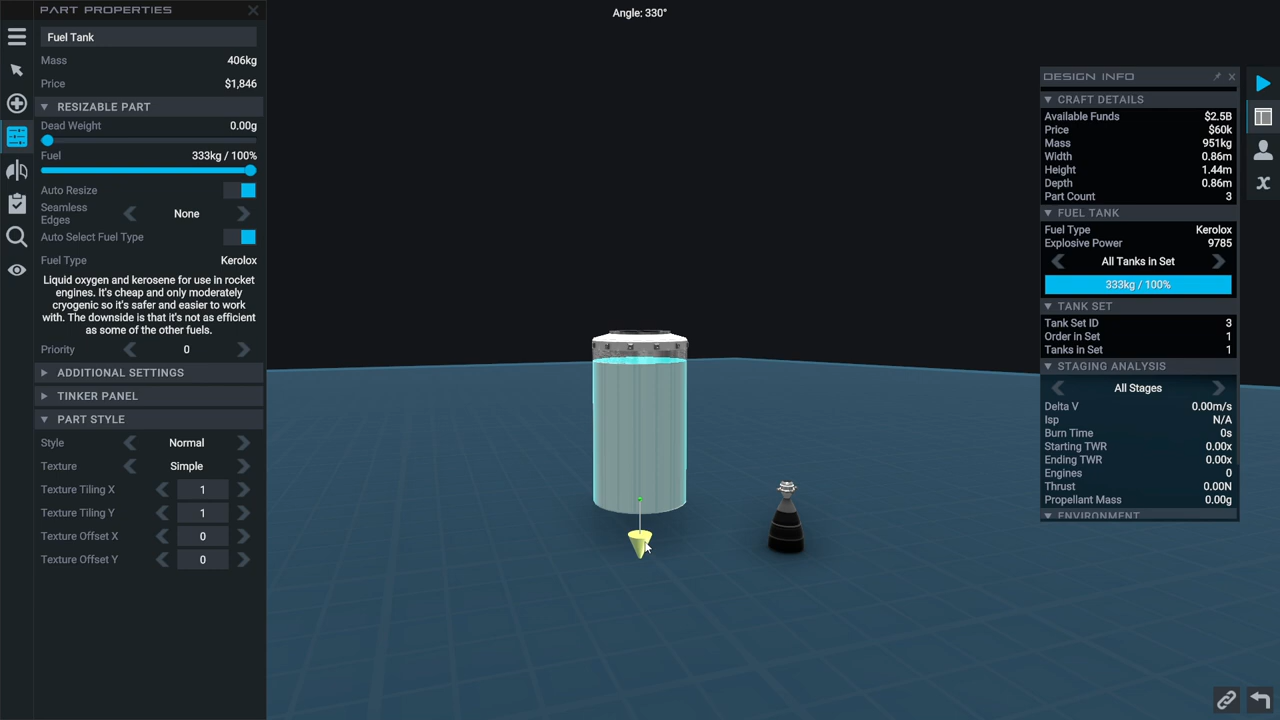 PART PROPERTIES
Angle: 330°
Fuel Tank
Mass 406kg
Price $1,846
RESIZABLE PART
Dead Weight 0.00g
Fuel 333kg / 100%
Auto Resize
Seamless
Edges
None
Auto Select Fuel Type
Fuel Type Kerolox
Liquid oxygen and kerosene for use in rocket
engines. It's cheap and only moderately
cryogenic so it's safer and easier to work
with. The downside is that it's not as efficient
as some of the other fuels.
Priority 0
ADDITIONAL SETTINGS
TINKER PANEL
PART STYLE
Style Normal
Texture Simple
Texture Tiling X 1
Texture Tiling Y 1
Texture Offset X 0
Texture Offset Y 0
DESIGN INFO
CRAFT DETAILS
Available Funds $2.5B
Price $60k
Mass 951kg
Width 0.86m
Height 1.44m
Depth 0.86m
Part Count 3
FUEL TANK
Fuel Type Kerolox
Explosive Power 9785
All Tanks in Set
333kg / 100%
TANK SET
Tank Set ID 3
Order in Set 1
Tanks in Set 1
STAGING ANALYSIS
All Stages
Delta V 0.00m/s
Isp N/A
Burn Time 0s
Starting TWR 0.00x
Ending TWR 0.00x
Engines 0
Thrust 0.00N
Propellant Mass 0.00g
ENVIRONMENT